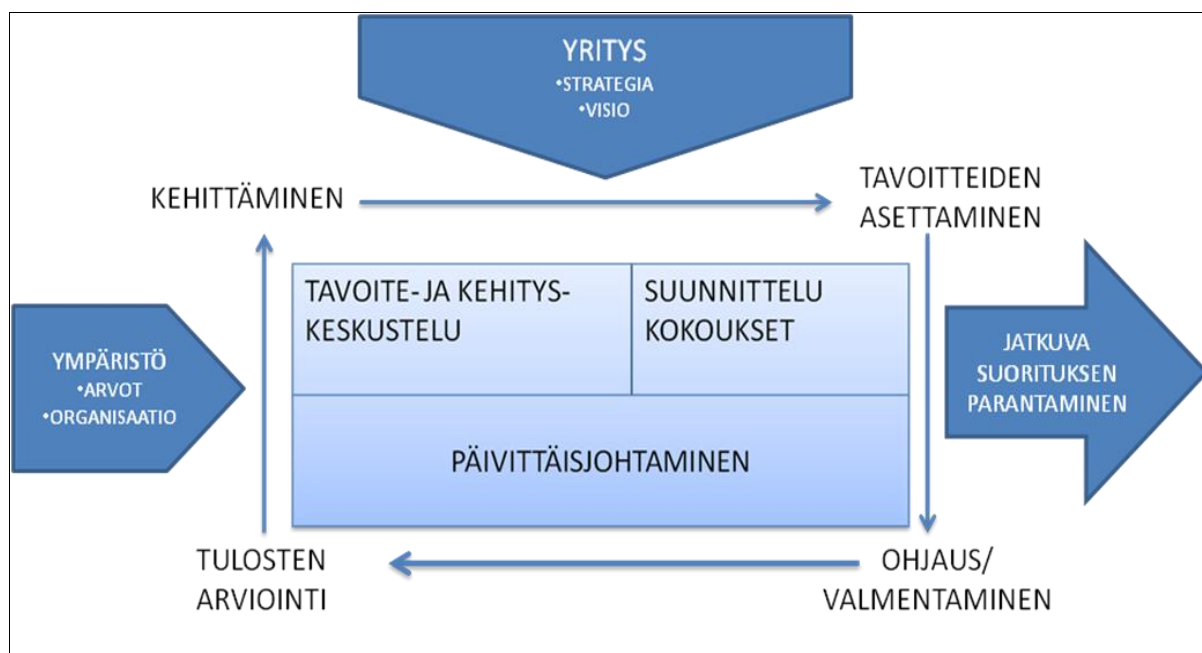 YRITYS
•STRATEGIA
•VISIO
KEHITTÄMINEN
TAVOITTEIDEN
ASETTAMINEN
TAVOITE- JA KEHITYS-
KESKUSTELU
SUUNNITTELU
KOKOUKSET
YMPÄRISTÖ
•ARVOT
•ORGANISAATIO
JATKUVA
SUORITUKSEN
PARANTAMINEN
PÄIVITTÄISJOHTAMINEN
TULOSTEN
ARVIOINTI
OHJAUS/
VALMENTAMINEN